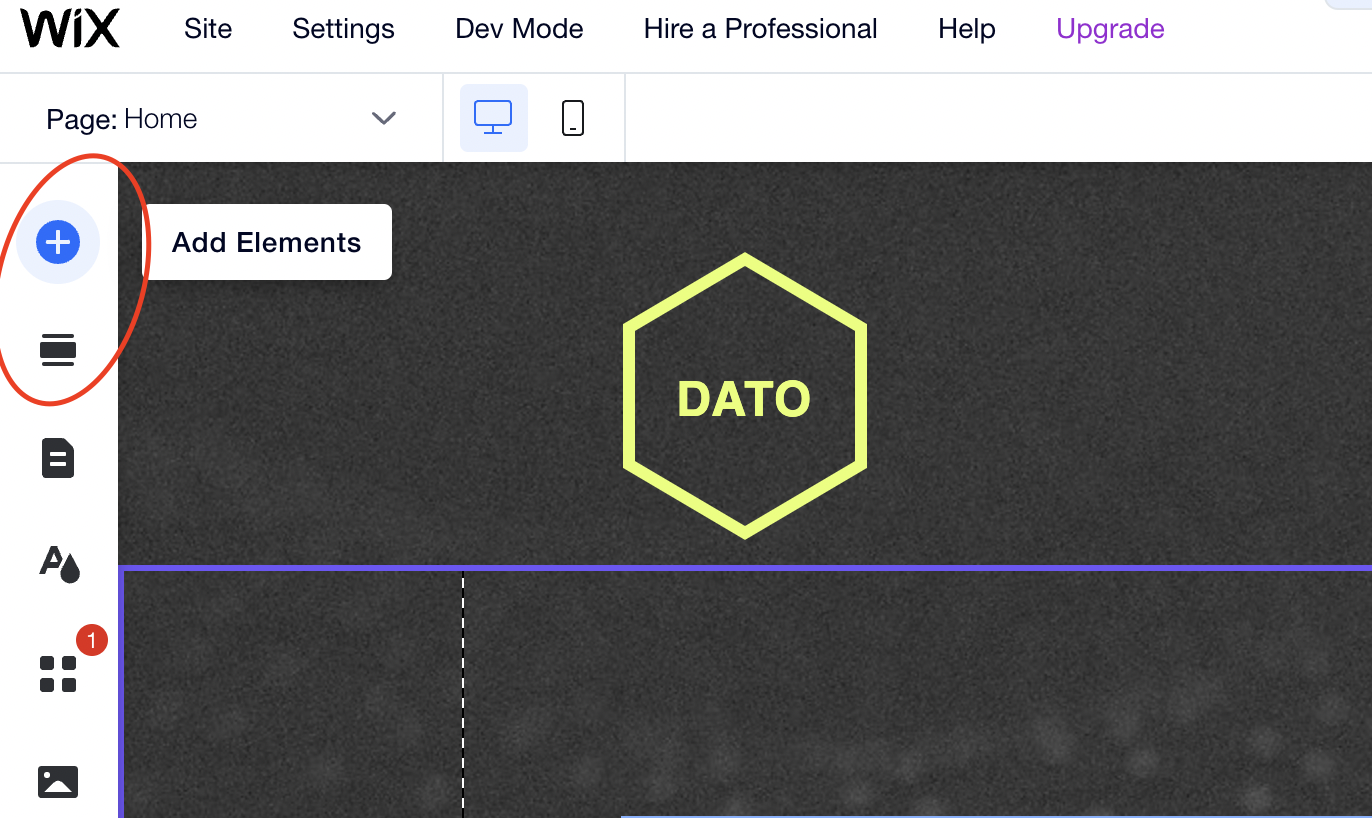 WiX Site Settings Dev Mode Hire a Professional Help Upgrade
Page: Home
Add Elements
DATO
1